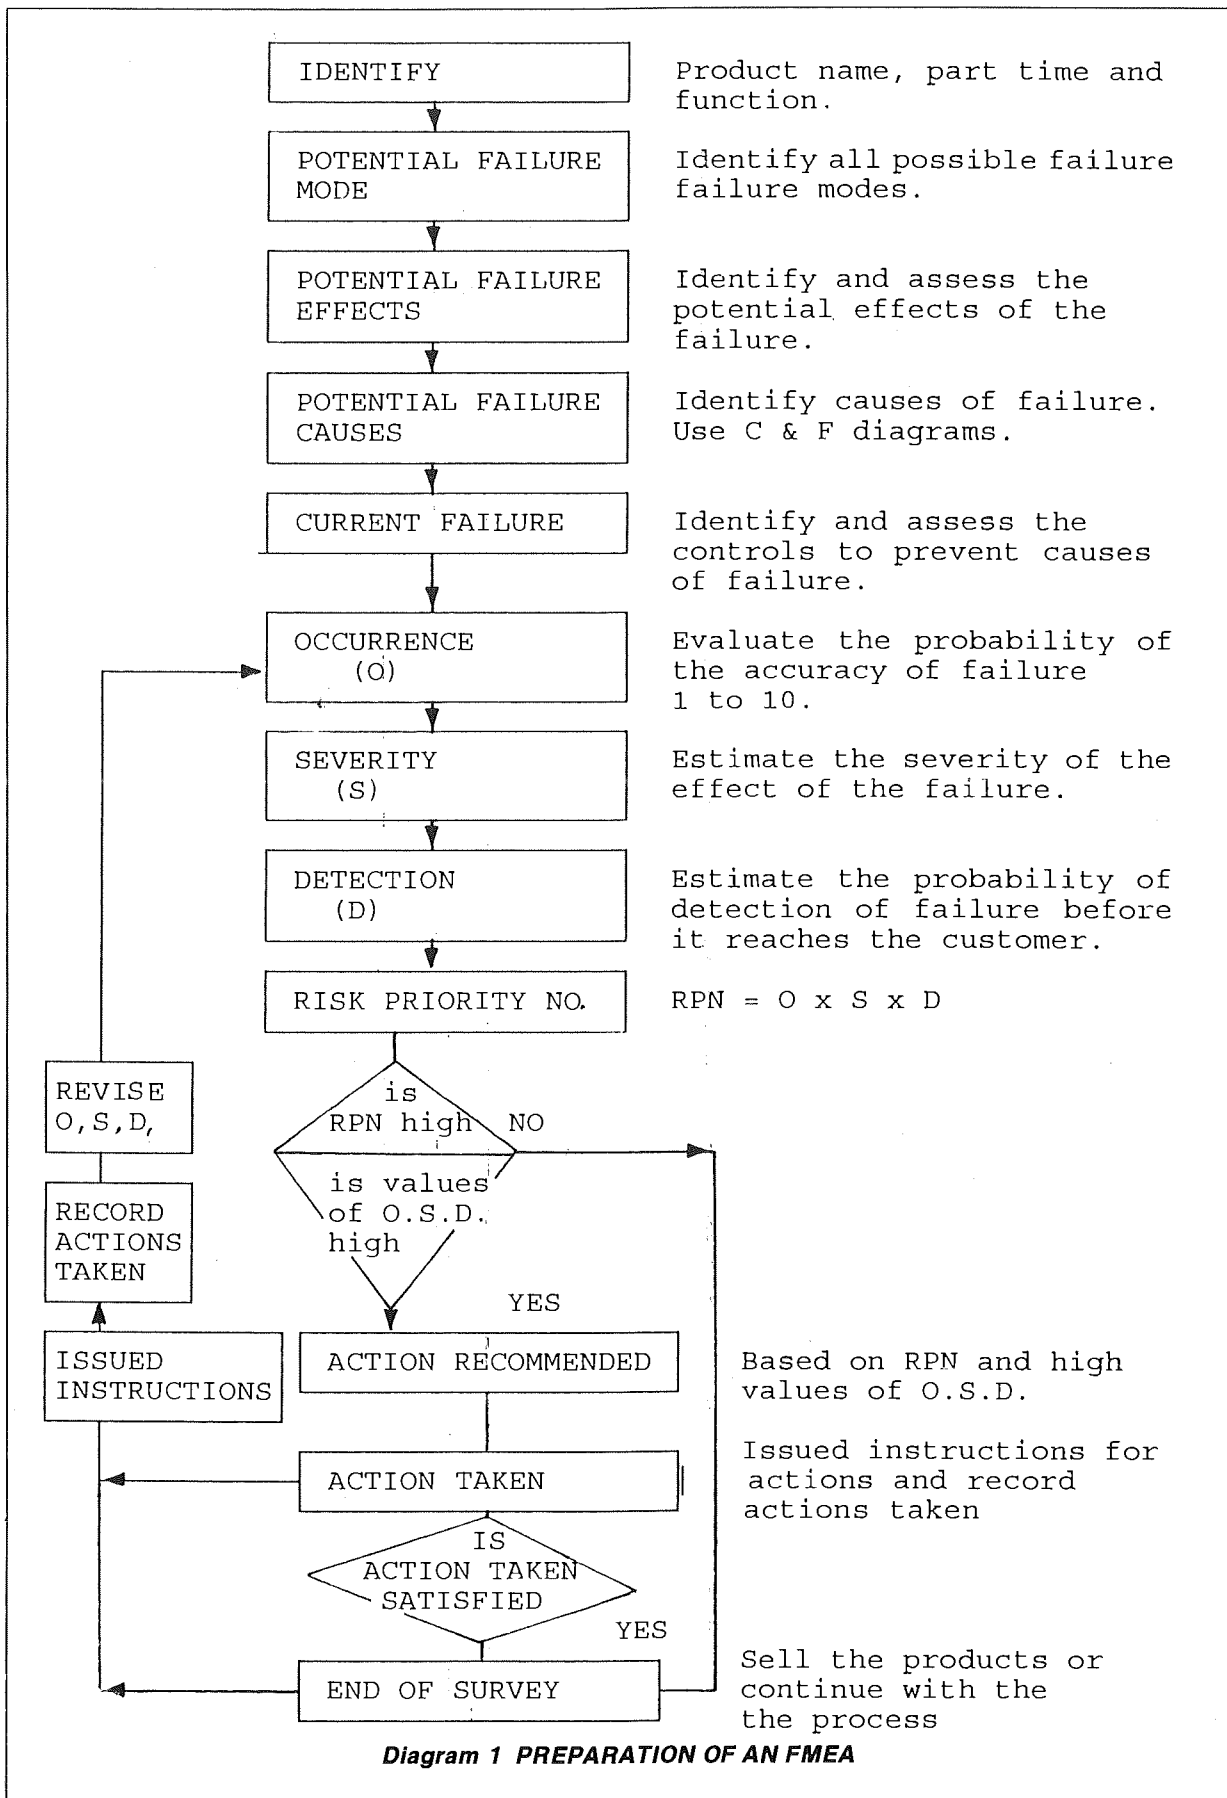 IDENTIFY
Product name, part time and
function.
POTENTIAL FAILURE
MODE
Identify all possible failure
failure modes.
POTENTIAL FAILURE
EFFECTS
Identify and assess the
potential effects of the
failure.
POTENTIAL FAILURE
CAUSES
Identify causes of failure.
Use C & F diagrams.
CURRENT FAILURE
Identify and assess the
controls to prevent causes
of failure.
OCCURRENCE
(O)
Evaluate the probability of
the accuracy of failure
1 to 10.
SEVERITY
(S)
Estimate the severity of the
effect of the failure.
DETECTION
(D)
Estimate the probability of
detection of failure before
it reaches the customer.
RISK PRIORITY NO.
RPN = O x S x D
REVISE
O,S,D,
is
RPN high
NO
is values
of O.S.D.
high
YES
RECORD
ACTIONS
TAKEN
ISSUED
INSTRUCTIONS
ACTION RECOMMENDED
Based on RPN and high
values of O.S.D.
ACTION TAKEN
Issued instructions for
actions and record
actions taken
IS
ACTION TAKEN
SATISFIED
YES
END OF SURVEY
Sell the products or
continue with the
the process
Diagram 1 PREPARATION OF AN FMEA